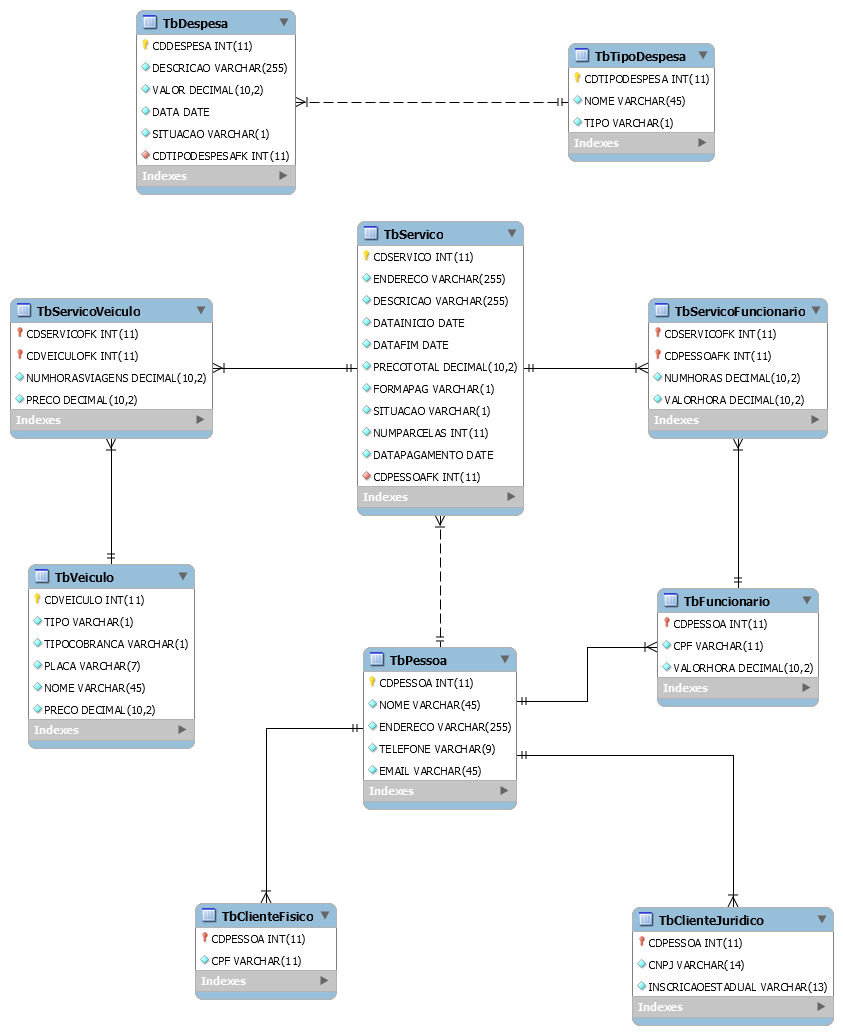 TbDespesa
CDDESPESA INT(11)
DESCRICAO VARCHAR(255)
VALOR DECIMAL(10,2)
DATA DATE
SITUACAO VARCHAR(1)
CDTIPODESPESAFK INT(11)
Indexes
TbTipoDespesa
CDTIPODESPESA INT(11)
NOME VARCHAR(45)
TIPO VARCHAR(1)
Indexes
TbServico
CDSERVICO INT(11)
ENDERECO VARCHAR(255)
DESCRICAO VARCHAR(255)
DATAINICIO DATE
DATAFIM DATE
PRECOTOTAL DECIMAL(10,2)
FORMAPAG VARCHAR(1)
SITUACAO VARCHAR(1)
NUMPARCELAS INT(11)
DATAPAGAMENTO DATE
CDPESSOAFK INT(11)
Indexes
TbServicoVeiculo
CDSERVICOFK INT(11)
CDVEICULOFK INT(11)
NUMHORASVIAGENS DECIMAL(10,2)
PRECO DECIMAL(10,2)
Indexes
TbServicoFuncionario
CDSERVICOFK INT(11)
CDPESSOAFK INT(11)
NUMHORAS DECIMAL(10,2)
VALORHORA DECIMAL(10,2)
Indexes
TbVeiculo
CDVEICULO INT(11)
TIPO VARCHAR(1)
TIPOCOBRANCA VARCHAR(1)
PLACA VARCHAR(7)
NOME VARCHAR(45)
PRECO DECIMAL(10,2)
Indexes
TbFuncionario
CDPESSOA INT(11)
CPF VARCHAR(11)
VALORHORA DECIMAL(10,2)
Indexes
TbPessoa
CDPESSOA INT(11)
NOME VARCHAR(45)
ENDERECO VARCHAR(255)
TELEFONE VARCHAR(9)
EMAIL VARCHAR(45)
Indexes
TbClienteFisico
CDPESSOA INT(11)
CPF VARCHAR(11)
Indexes
TbClienteJuridico
CDPESSOA INT(11)
CNPJ VARCHAR(14)
INSCRICAOESTADUAL VARCHAR(13)
Indexes